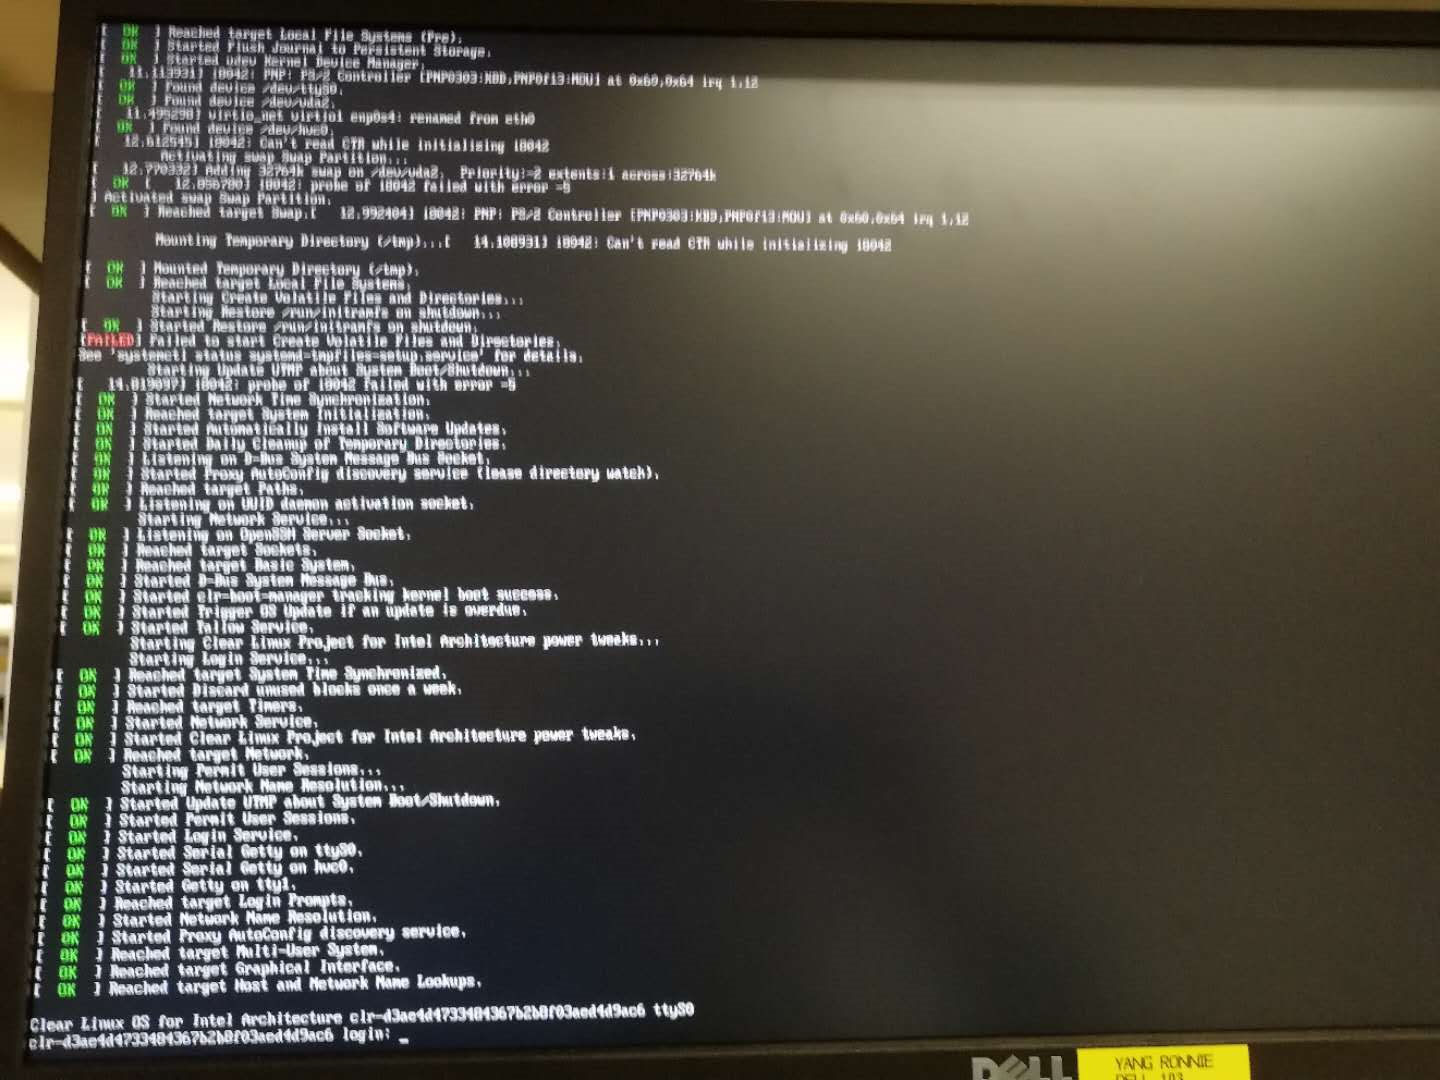 [ OK ] Reached target Local File Systems (Pre).
[ OK ] Started Flush Journal to Persistent Storage.
[ OK ] Started udev Kernel Device Manager.
[ 11.113931] i8042: PNP: PS/2 Controller [PNP0303:KBD,PNP0f13:MOU] at 0x60,0x64 irq 1,12
[ OK ] Found device /dev/ttyS0.
[ OK ] Found device /dev/vda2.
[ 11.495298] virtio_net virtio1 enp0s4: renamed from eth0
[ OK ] Found device /dev/hvc0.
[ 12.612545] i8042: Can't read CTR while initializing i8042
Activating swap Swap Partition...
[ 12.770332] Adding 32764k swap on /dev/vda2. Priority:-2 extents:1 across:32764k
[ OK [ 12.856780] i8042: probe of i8042 failed with error -5
] Activated swap Swap Partition.
[ OK ] Reached target Swap.[ 12.992404] i8042: PNP: PS/2 Controller [PNP0303:KBD,PNP0f13:MOU] at 0x60,0x64 irq 1,12
Mounting Temporary Directory (/tmp)...[ 14.108931] i8042: Can't read CTR while initializing i8042
[ OK ] Mounted Temporary Directory (/tmp).
[ OK ] Reached target Local File Systems.
Starting Create Volatile Files and Directories...
Starting Restore /run/initramfs on shutdown...
[ OK ] Started Restore /run/initramfs on shutdown.
[FAILED] Failed to start Create Volatile Files and Directories.
See 'systemctl status systemd-tmpfiles-setup.service' for details.
Starting Update UTMP about System Boot/Shutdown...
[ 14.819097] i8042: probe of i8042 failed with error -5
[ OK ] Started Network Time Synchronization.
[ OK ] Reached target System Initialization.
[ OK ] Started Automatically Install Software Updates.
[ OK ] Started Daily Cleanup of Temporary Directories.
[ OK ] Listening on D-Bus System Message Bus Socket.
[ OK ] Started Proxy AutoConfig discovery service (lease directory watch).
[ OK ] Reached target Paths.
[ OK ] Listening on UUID daemon activation socket.
Starting Network Service...
[ OK ] Listening on OpenSSH Server Socket.
[ OK ] Reached target Sockets.
[ OK ] Reached target Basic System.
[ OK ] Started D-Bus System Message Bus.
[ OK ] Started clr-boot-manager tracking kernel boot success.
[ OK ] Started Trigger OS Update if an update is overdue.
[ OK ] Started Tallow Service.
Starting Clear Linux Project for Intel Architecture power tweaks...
Starting Login Service...
[ OK ] Reached target System Time Synchronized.
[ OK ] Started Discard unused blocks once a week.
[ OK ] Reached target Timers.
[ OK ] Started Network Service.
[ OK ] Started Clear Linux Project for Intel Architecture power tweaks.
[ OK ] Reached target Network.
Starting Permit User Sessions...
Starting Network Name Resolution...
[ OK ] Started Update UTMP about System Boot/Shutdown.
[ OK ] Started Permit User Sessions.
[ OK ] Started Login Service.
[ OK ] Started Serial Getty on ttyS0.
[ OK ] Started Serial Getty on hvc0.
[ OK ] Started Getty on tty1.
[ OK ] Reached target Login Prompts.
[ OK ] Started Network Name Resolution.
[ OK ] Started Proxy AutoConfig discovery service.
[ OK ] Reached target Multi-User System.
[ OK ] Reached target Graphical Interface.
[ OK ] Reached target Host and Network Name Lookups.
Clear Linux OS for Intel Architecture clr-d3ae4d4733484367b2b8f03aed4d9ac6 ttyS0
clr-d3ae4d4733484367b2b8f03aed4d9ac6 login: _
DELL
YANG RONNIE